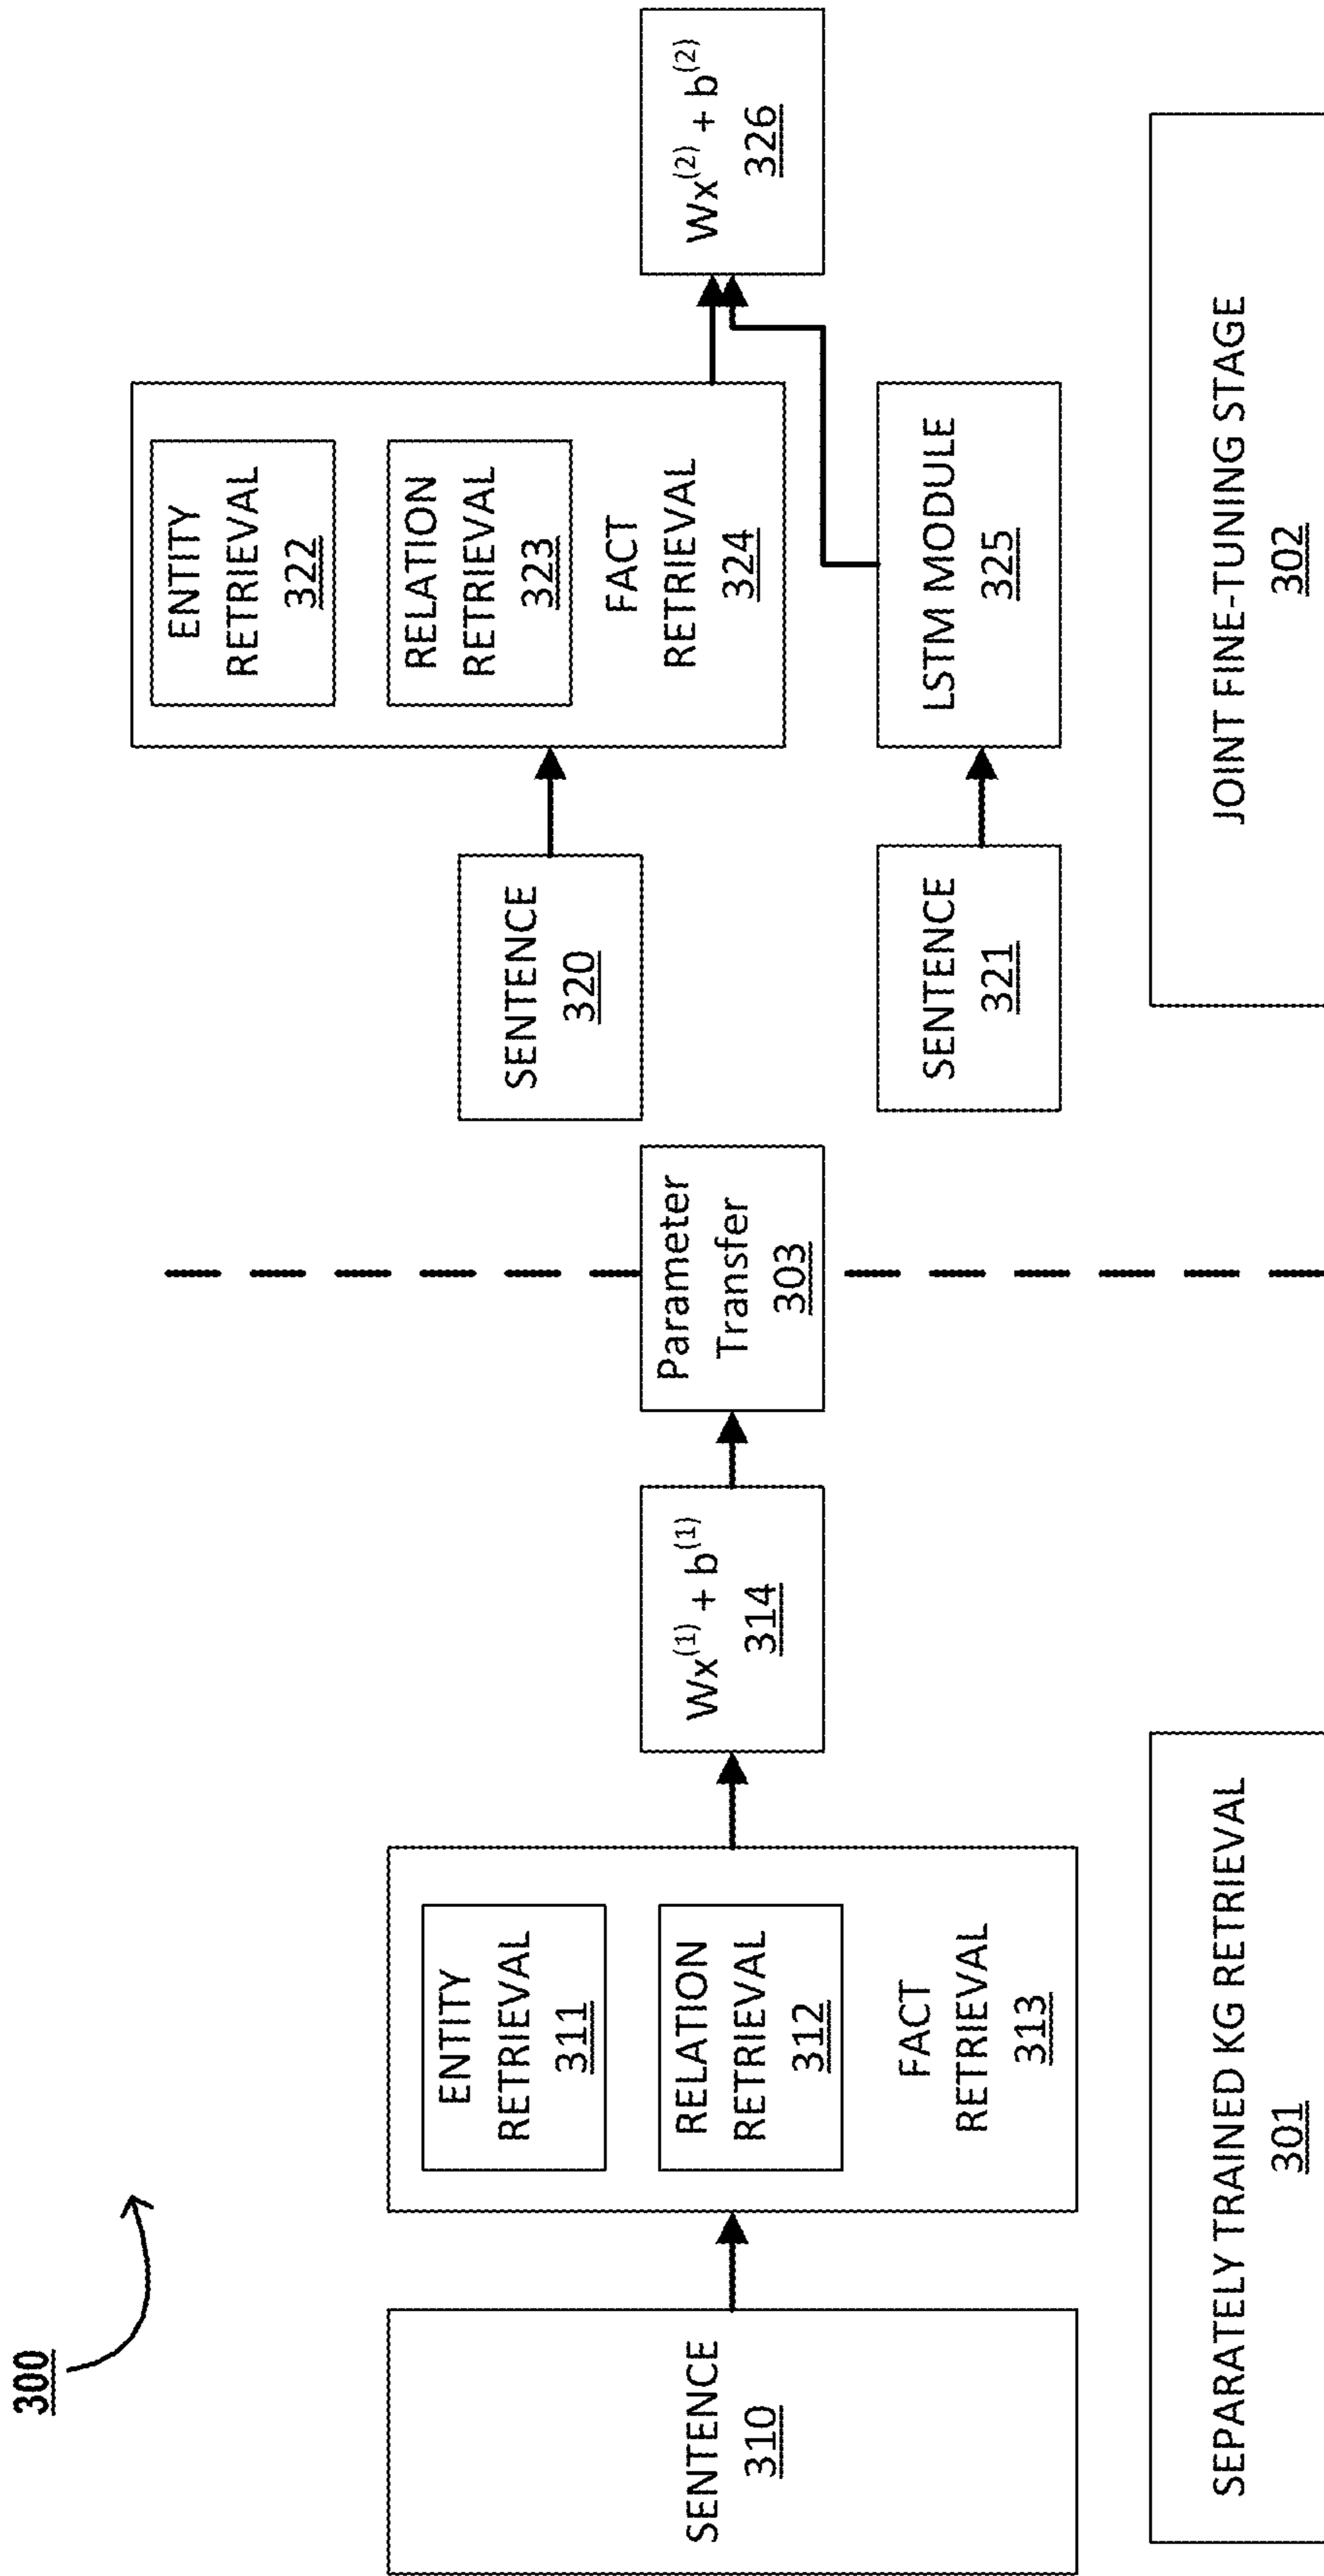 300
SENTENCE
310
ENTITY
RETRIEVAL
311
RELATION
RETRIEVAL
312
FACT
RETRIEVAL
313
Wx⁽¹⁾ + b⁽¹⁾
314
SEPARATELY TRAINED KG RETRIEVAL
301
Parameter
Transfer
303
SENTENCE
320
SENTENCE
321
ENTITY
RETRIEVAL
322
RELATION
RETRIEVAL
323
FACT
RETRIEVAL
324
LSTM MODULE
325
Wx⁽²⁾ + b⁽²⁾
326
JOINT FINE-TUNING STAGE
302